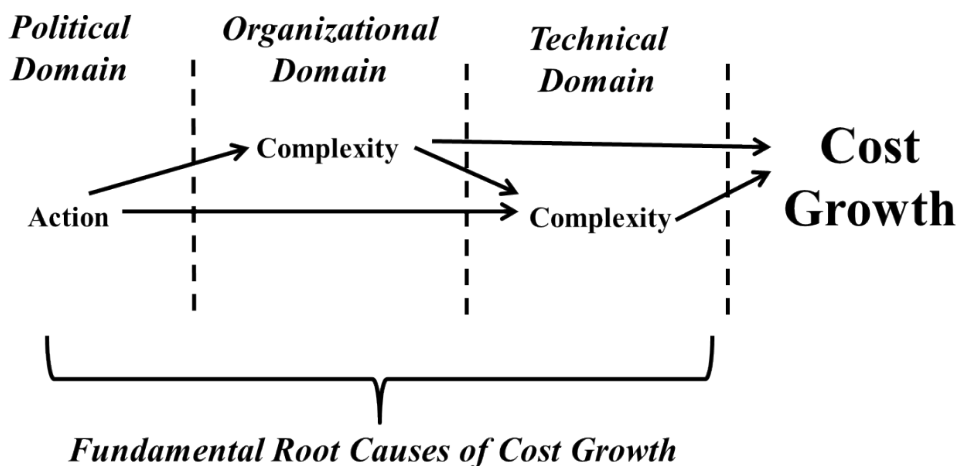 Political
Domain
Organizational
Domain
Technical
Domain
Complexity
Cost
Growth
Action
Complexity
Fundamental Root Causes of Cost Growth